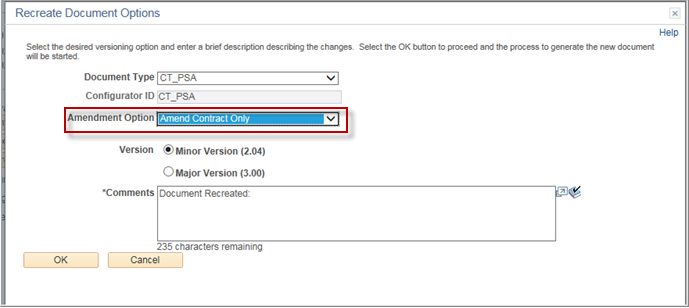 Recreate Document Options
Help
Select the desired versioning option and enter a brief description describing the changes.  Select the OK button to proceed and the process to generate the new document
will be started.
Document Type CT_PSA
Configurator ID CT_PSA
Amendment Option Amend Contract Only
Version Minor Version (2.04)
Major Version (3.00)
*Comments Document Recreated:
235 characters remaining
OK Cancel